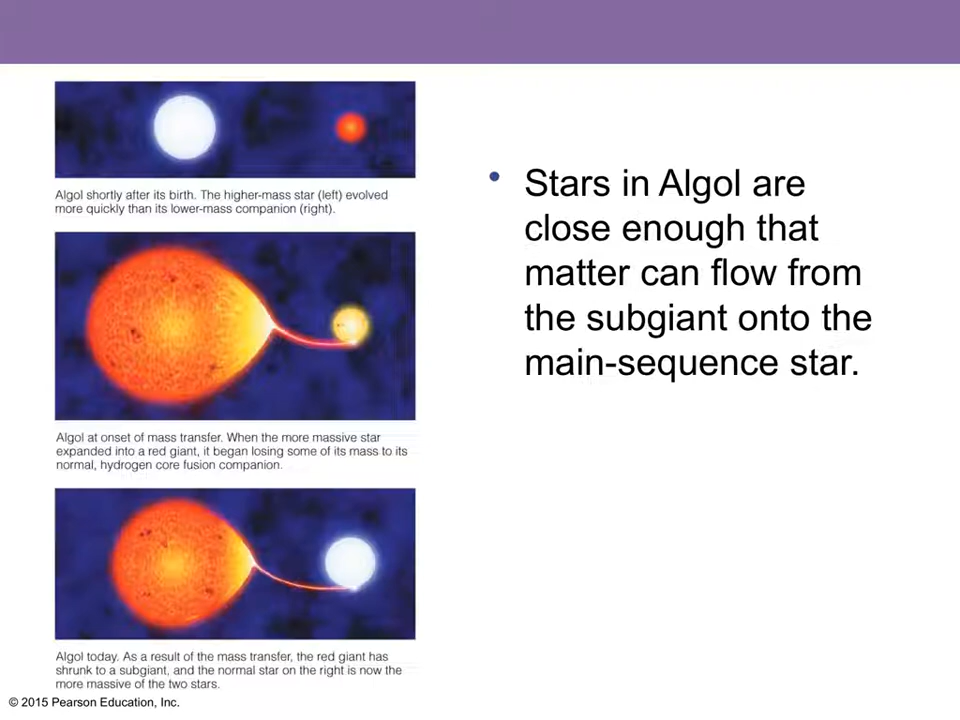 Algol shortly after its birth. The higher-mass star (left) evolved
more quickly than its lower-mass companion (right).
Algol at onset of mass transfer. When the more massive star
expanded into a red giant, it began losing some of its mass to its
normal, hydrogen core fusion companion.
Algol today. As a result of the mass transfer, the red giant has
shrunk to a subgiant, and the normal star on the right is now the
more massive of the two stars.
• Stars in Algol are
close enough that
matter can flow from
the subgiant onto the
main-sequence star.
© 2015 Pearson Education, Inc.